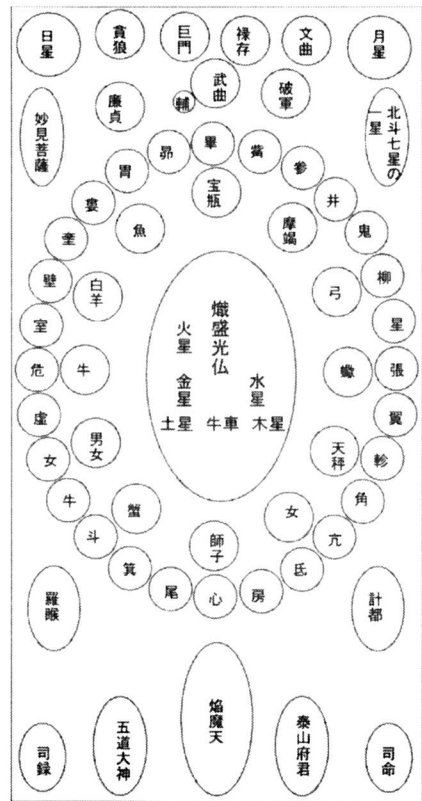 日星
貪狼
巨門
禄存
文曲
月星
廉貞
輔
武曲
破軍
妙見菩薩
北斗七星の
一星
昴
畢
觜
胃
参
婁
井
奎
鬼
壁
柳
室
星
危
張
虚
翼
女
軫
牛
角
斗
亢
箕
氐
尾
心
房
宝瓶
魚
摩竭
白羊
弓
牛
蠍
男女
天秤
蟹
女
師子
熾盛光仏
火星
水星
金星
土星
牛車
木星
羅睺
計都
司録
五道大神
焔魔天
泰山府君
司命